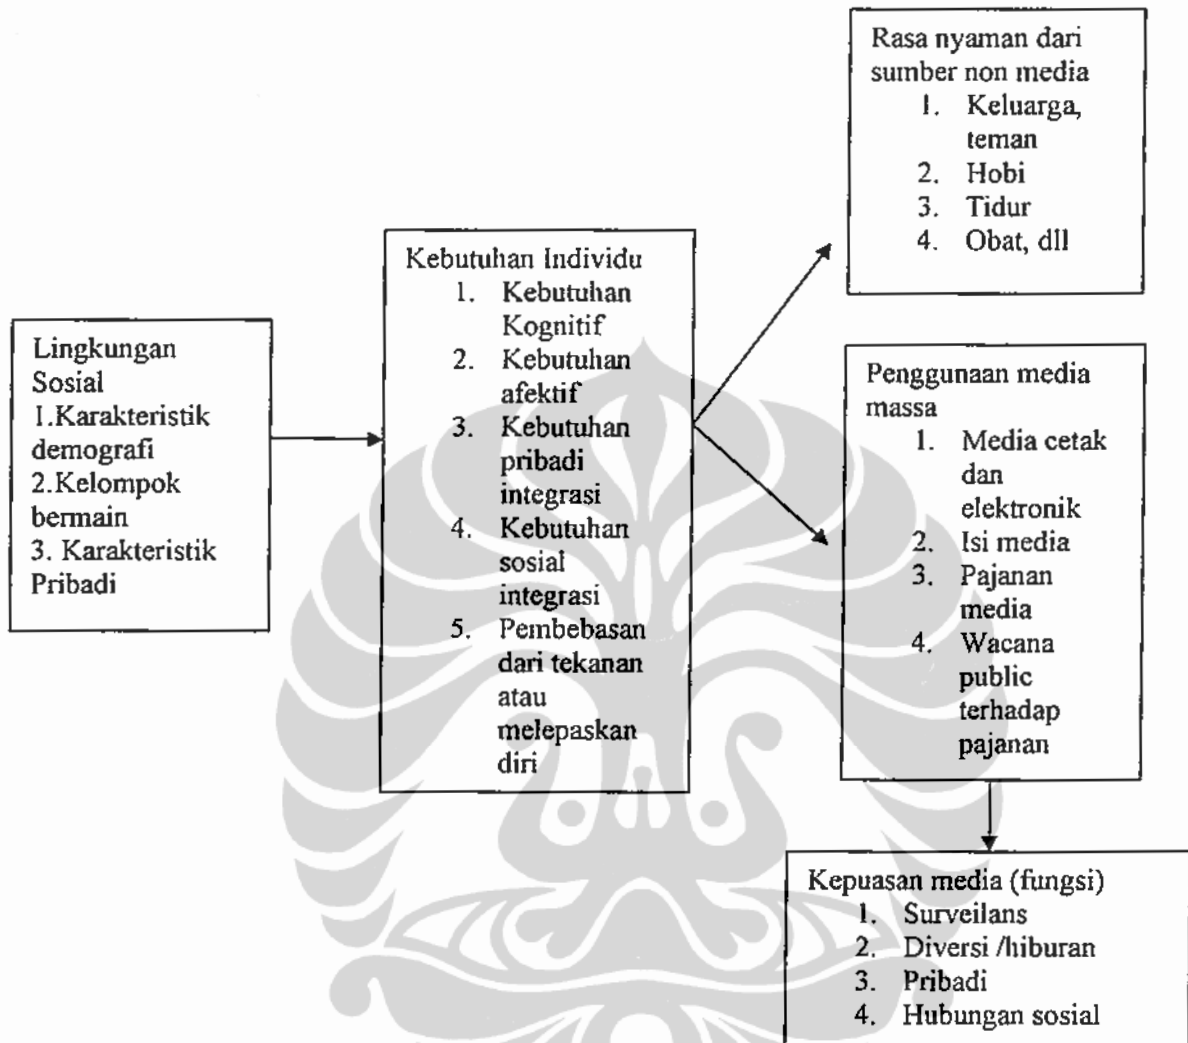 Rasa nyaman dari
sumber non media
1. Keluarga,
teman
2. Hobi
3. Tidur
4. Obat, dll
Kebutuhan Individu
1. Kebutuhan
Kognitif
2. Kebutuhan
afektif
3. Kebutuhan
pribadi
integrasi
4. Kebutuhan
sosial
integrasi
5. Pembebasan
dari tekanan
atau
melepaskan
diri
Lingkungan
Sosial
1.Karakteristik
demografi
2.Kelompok
bermain
3. Karakteristik
Pribadi
Penggunaan media
massa
1. Media cetak
dan
elektronik
2. Isi media
3. Pajanan
media
4. Wacana
public
terhadap
pajanan
Kepuasan media (fungsi)
1. Surveilans
2. Diversi /hiburan
3. Pribadi
4. Hubungan sosial